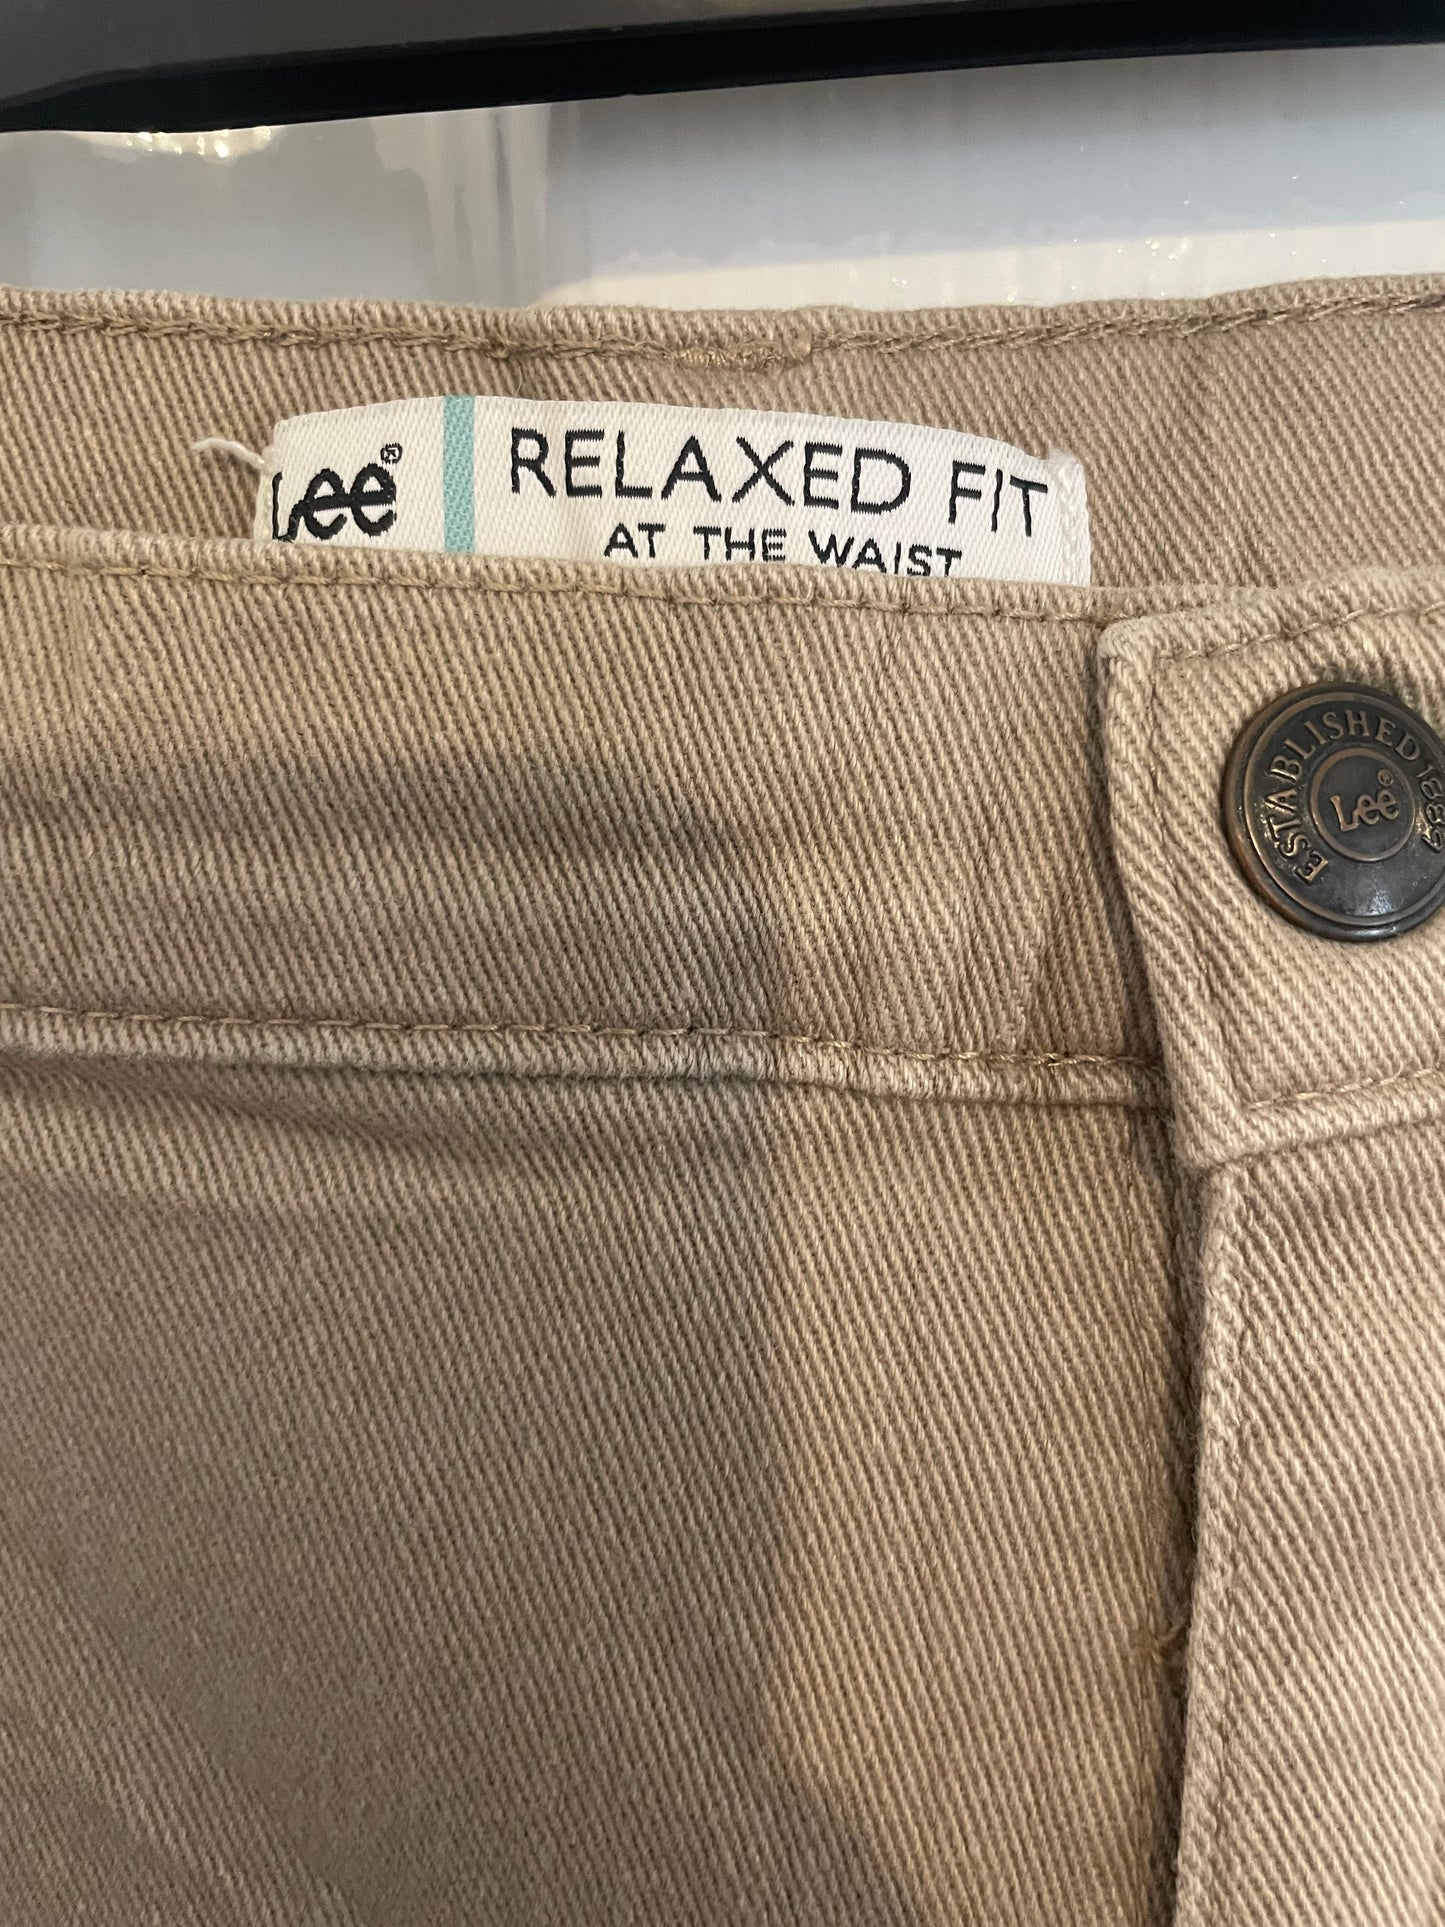 Lee®
RELAXED FIT
AT THE WAIST
ESTABLISHED 1889
Lee®